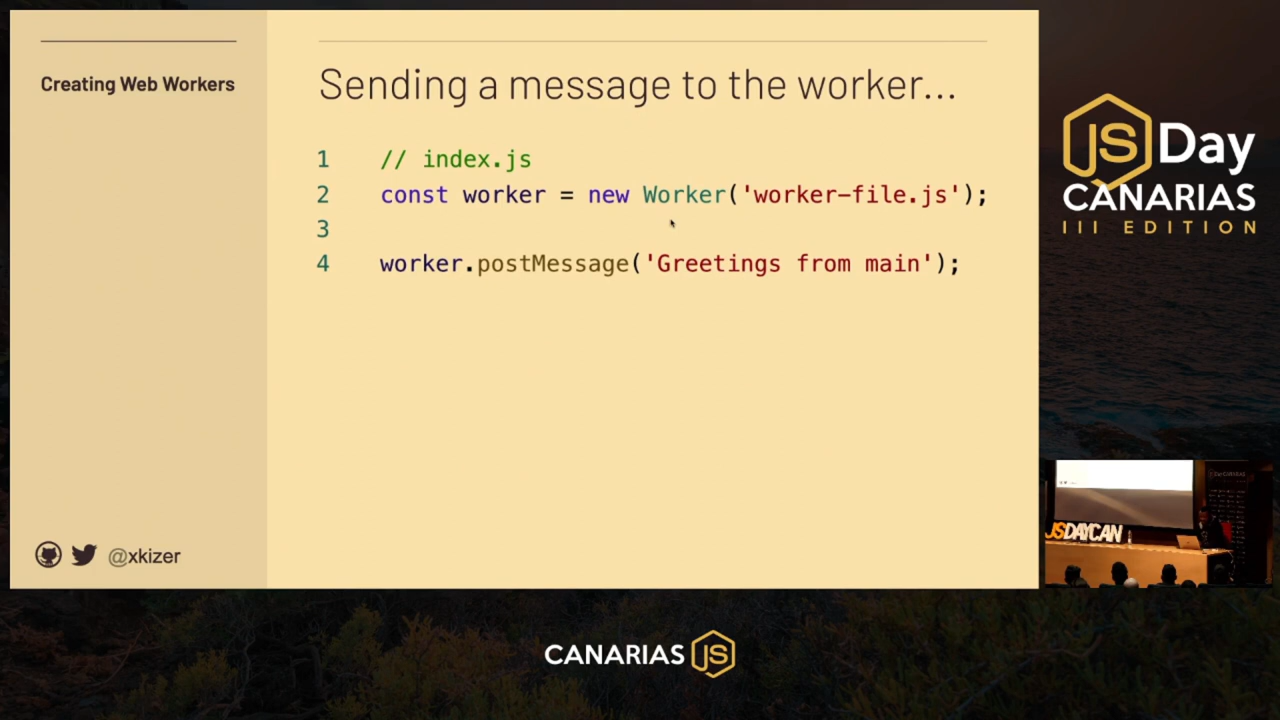 Creating Web Workers
Sending a message to the worker...
1 // index.js
2 const worker = new Worker('worker-file.js');
3
4 worker.postMessage('Greetings from main');
@xkizer
JS Day
CANARIAS
III EDITION
JSDAYCAN
CANARIAS JS